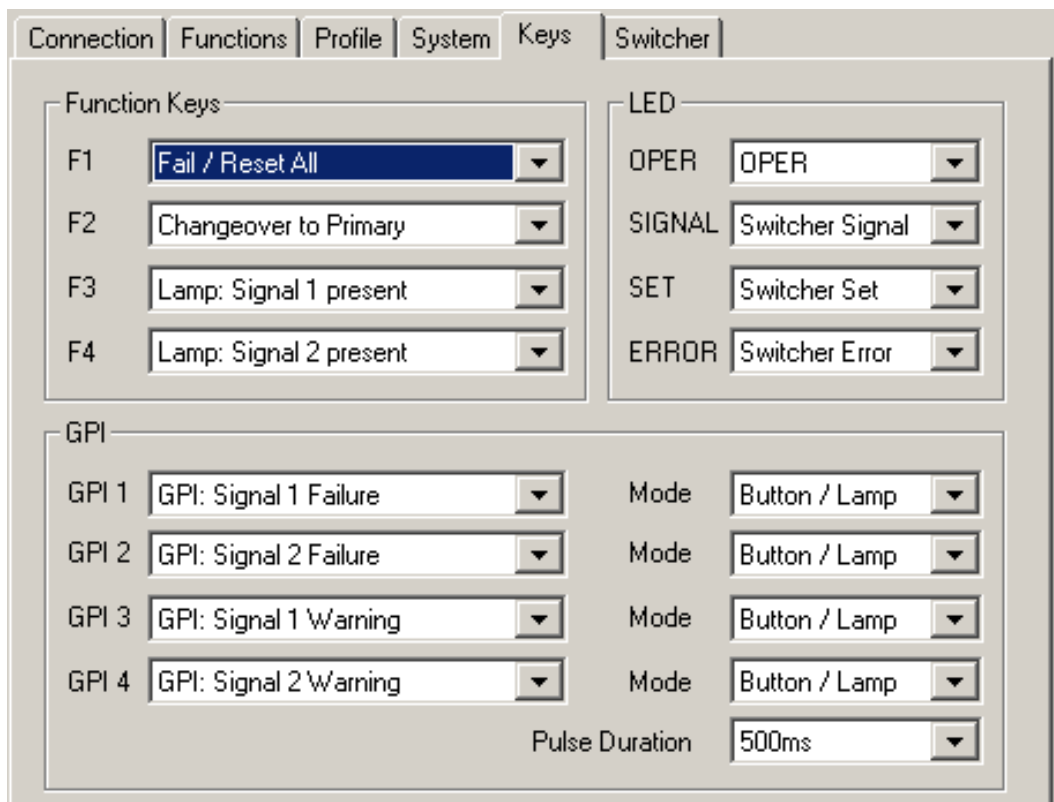 Connection Functions Profile System Keys Switcher
Function Keys LED
F1 Fail / Reset All OPER OPER
F2 Changeover to Primary SIGNAL Switcher Signal
F3 Lamp: Signal 1 present SET Switcher Set
F4 Lamp: Signal 2 present ERROR Switcher Error
GPI
GPI 1 GPI: Signal 1 Failure Mode Button / Lamp
GPI 2 GPI: Signal 2 Failure Mode Button / Lamp
GPI 3 GPI: Signal 1 Warning Mode Button / Lamp
GPI 4 GPI: Signal 2 Warning Mode Button / Lamp
Pulse Duration 500ms